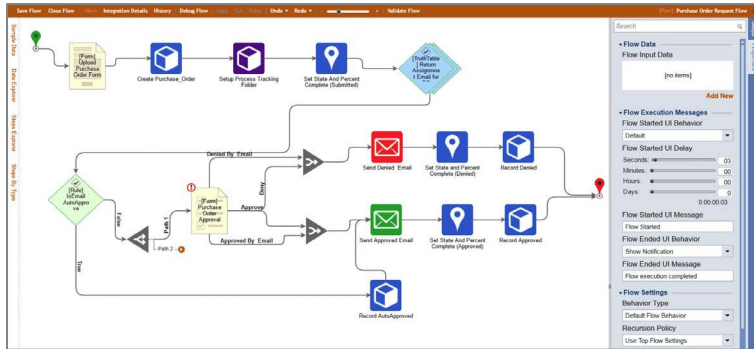 Save Flow Close Flow Integration Details History Debug Flow Undo Redo Validate Flow
[Form] Purchase Order Request Flow
Sample Data
Data Explorer
Steps Explorer
Steps By Type
[Form]
Upload
Purchase
Order Form
Create Purchase_Order
Setup Process Tracking
Folder
Set State And Percent
Complete (Submitted)
[TruthTable
] Return
Assignmen
t Email for
Denied By Email
Deny
Approve
Approved By Email
Send Denied Email
Set State and Percent
Complete (Denied)
Record Denied
[Rule]
IsEmail
AutoAppro
ve
False
True
Path 1
Path 2
[Form]
Purchase
Order
Approval
Send Approved Email
Set State And Percent
Complete (Approved)
Record Approved
Record AutoApproved
Search
Flow Data
Flow Input Data
[no items]
Add New
Flow Execution Messages
Flow Started UI Behavior
Default
Flow Started UI Delay
Seconds: 03
Minutes: 00
Hours: 00
Days: 0
0:00:00:03
Flow Started UI Message
Flow Started
Flow Ended UI Behavior
Show Notification
Flow Ended UI Message
Flow execution completed
Flow Settings
Behavior Type
Default Flow Behavior
Recursion Policy
Use Top Flow Settings